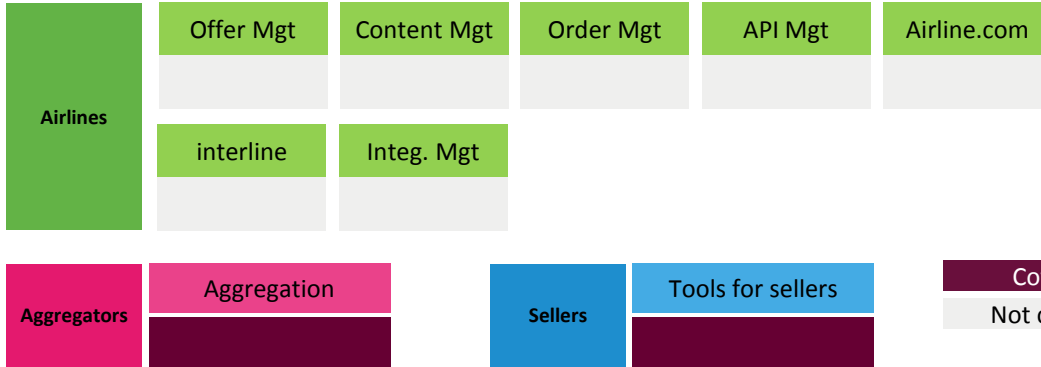 Offer Mgt
Content Mgt
Order Mgt
API Mgt
Airline.com
Airlines
interline
Integ. Mgt
Aggregators
Aggregation
Sellers
Tools for sellers
Not